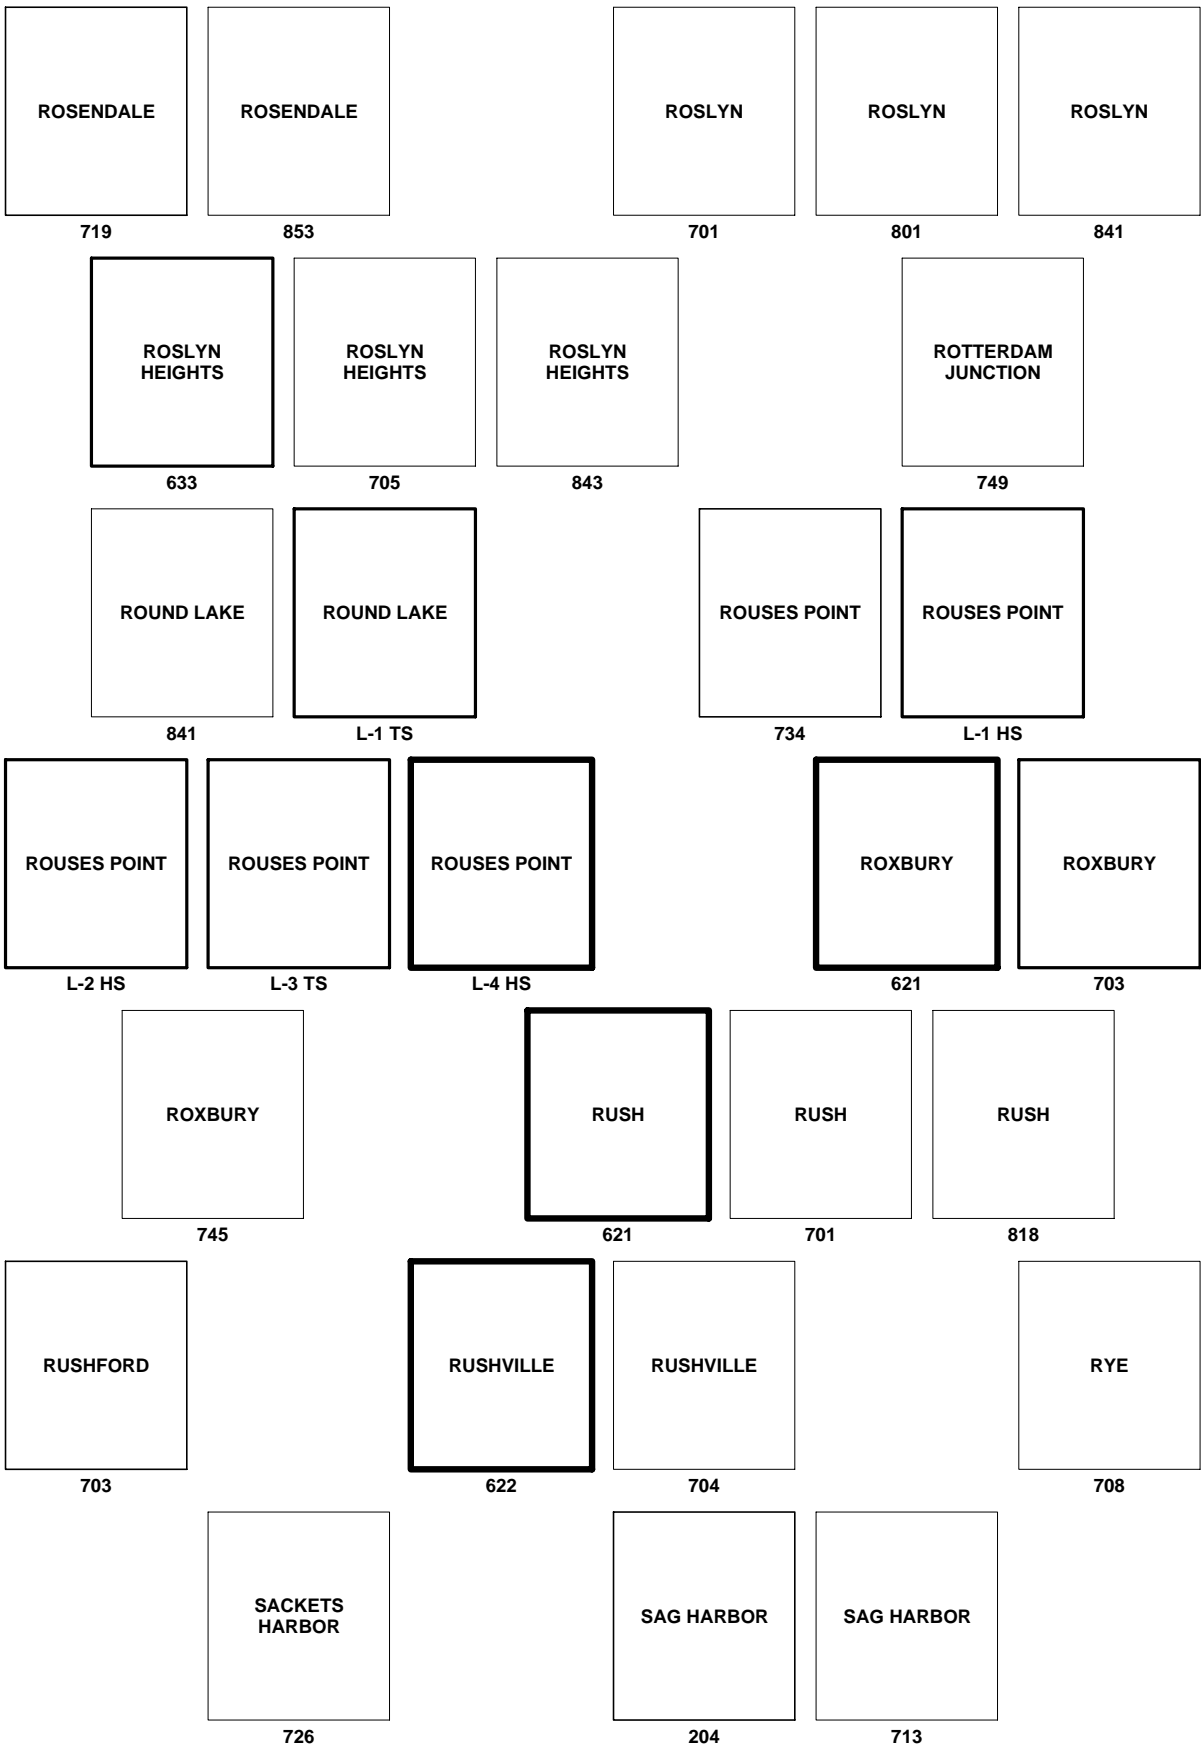 ROSENDALE
719
ROSENDALE
853
ROSLYN
701
ROSLYN
801
ROSLYN
841
ROSLYN
HEIGHTS
633
ROSLYN
HEIGHTS
705
ROSLYN
HEIGHTS
843
ROTTERDAM
JUNCTION
749
ROUND LAKE
841
ROUND LAKE
L-1 TS
ROUSES POINT
734
ROUSES POINT
L-1 HS
ROUSES POINT
L-2 HS
ROUSES POINT
L-3 TS
ROUSES POINT
L-4 HS
ROXBURY
621
ROXBURY
703
ROXBURY
745
RUSH
621
RUSH
701
RUSH
818
RUSHFORD
703
RUSHVILLE
622
RUSHVILLE
704
RYE
708
SACKETS
HARBOR
726
SAG HARBOR
204
SAG HARBOR
713